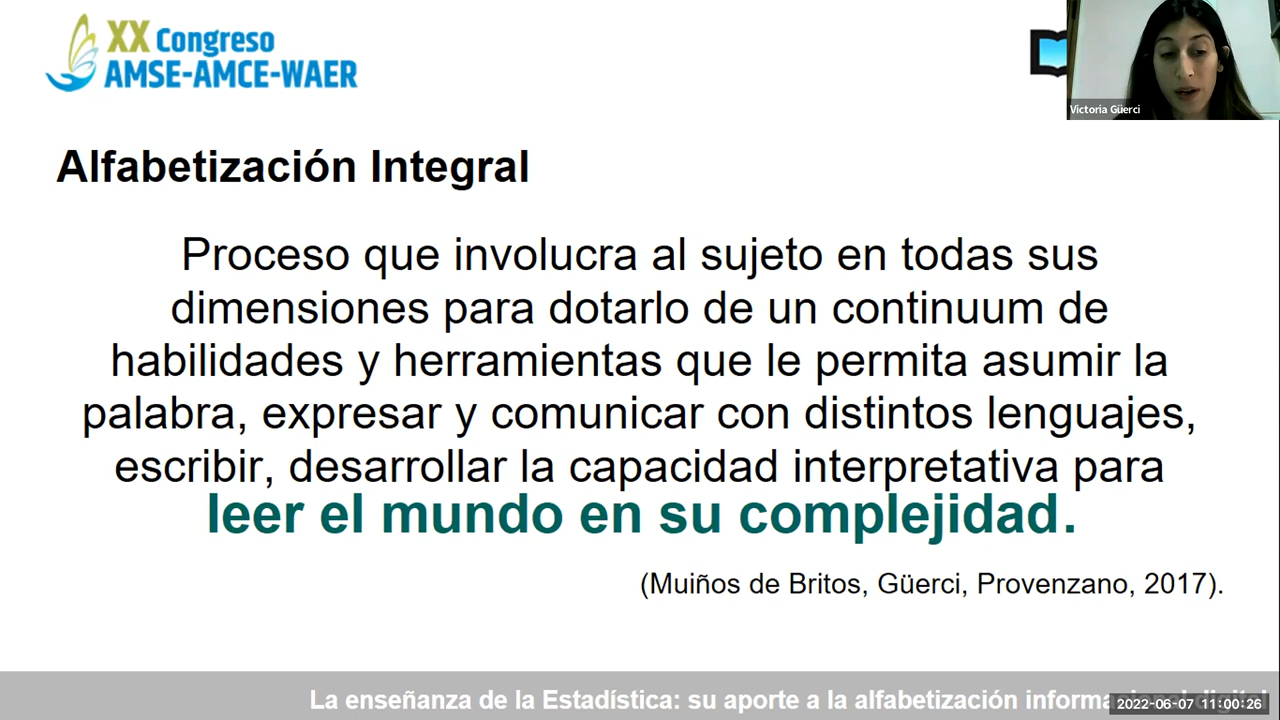 XX Congreso
AMSE-AMCE-WAER
Victoria Güerci
Alfabetización Integral
Proceso que involucra al sujeto en todas sus
dimensiones para dotarlo de un continuum de
habilidades y herramientas que le permita asumir la
palabra, expresar y comunicar con distintos lenguajes,
escribir, desarrollar la capacidad interpretativa para
leer el mundo en su complejidad.
(Muiños de Britos, Güerci, Provenzano, 2017).
La enseñanza de la Estadística: su aporte a la alfabetización informacional digital
2022-06-07 11:00:26